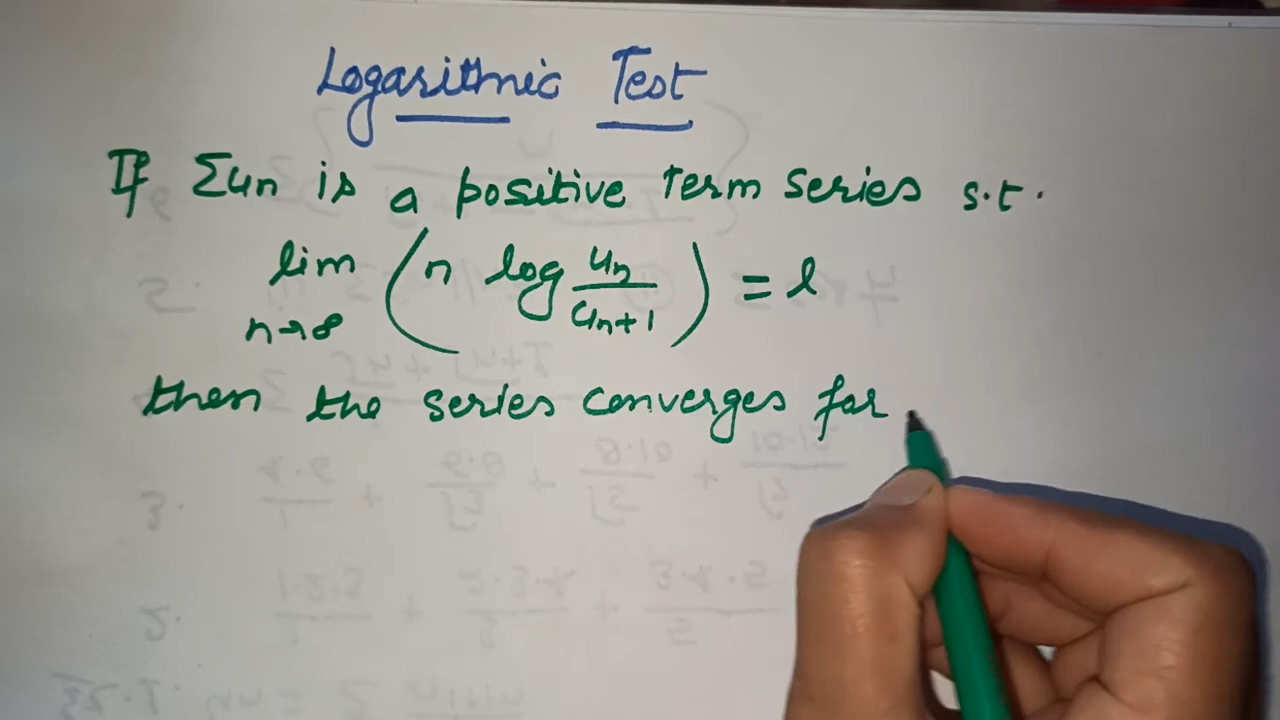 Logarithmic Test
If Σun is a positive term series s.t.
lim n→∞ (n log un/un+1) = l
then the series converges for